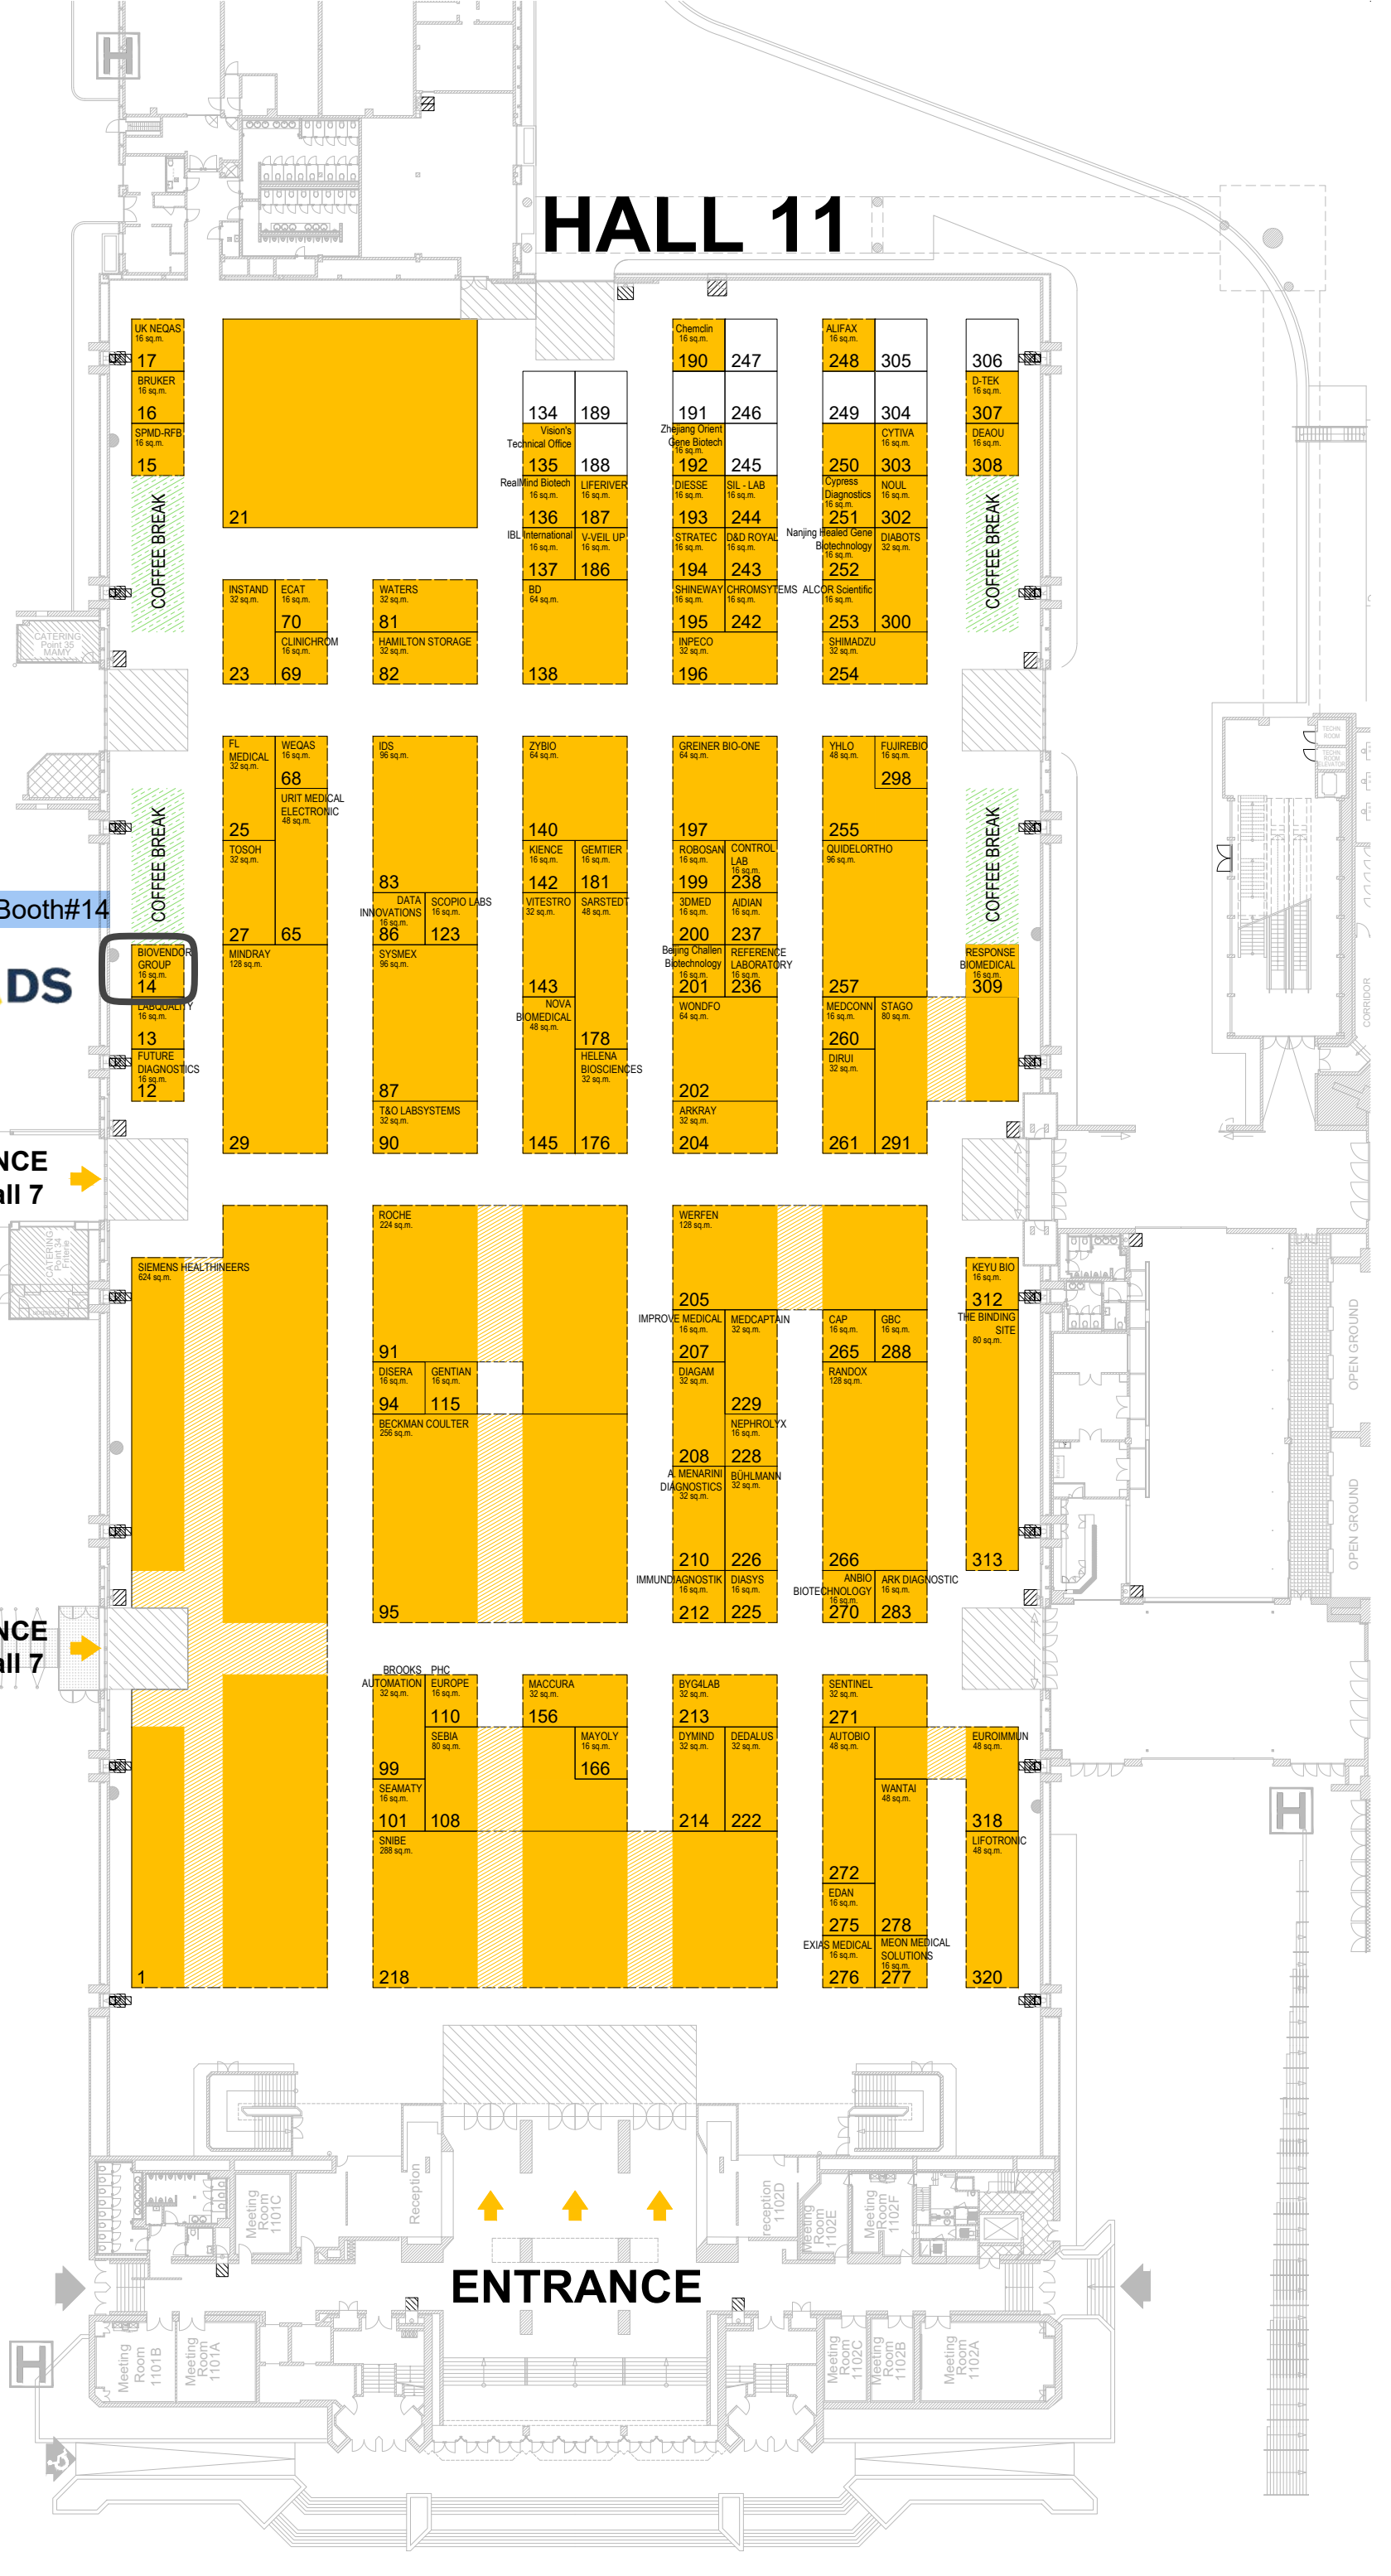 HALL 11
H
UK NEQAS
16 sq.m.
17
BRUKER
16 sq.m.
16
SPMD-RFB
16 sq.m.
15
COFFEE BREAK
21
134
189
Vision's
Technical Office
135
188
RealMind Biotech
16 sq.m.
136
LIFERIVER
16 sq.m.
187
IBL International
16 sq.m.
137
V-VEIL UP
16 sq.m.
186
BD
64 sq.m.
138
Chemclin
16 sq.m.
190
247
191
246
Zhejiang Orient
Gene Biotech
16 sq.m.
192
245
DIESSE
16 sq.m.
193
SIL - LAB
16 sq.m.
244
STRATEC
16 sq.m.
194
D&D ROYAL
16 sq.m.
243
SHINEWAY
16 sq.m.
195
CHROMSYTEMS
16 sq.m.
242
INPECO
32 sq.m.
196
ALIFAX
16 sq.m.
248
305
249
304
250
CYTIVA
16 sq.m.
303
Cypress
Diagnostics
16 sq.m.
251
NOUL
16 sq.m.
302
Nanjing Healed Gene
Biotechnology
16 sq.m.
252
DIABOTS
32 sq.m.
300
ALCOR Scientific
16 sq.m.
253
SHIMADZU
32 sq.m.
254
306
D-TEK
16 sq.m.
307
DEAOU
16 sq.m.
308
COFFEE BREAK
INSTAND
32 sq.m.
23
ECAT
16 sq.m.
70
CLINICHROM
16 sq.m.
69
WATERS
32 sq.m.
81
HAMILTON STORAGE
32 sq.m.
82
CATERING
Point 35
MAMY
FL
MEDICAL
32 sq.m.
25
WEQAS
16 sq.m.
68
URIT MEDICAL
ELECTRONIC
48 sq.m.
65
TOSOH
32 sq.m.
27
MINDRAY
128 sq.m.
29
IDS
96 sq.m.
83
DATA
INNOVATIONS
16 sq.m.
86
SCOPIO LABS
16 sq.m.
123
SYSMEX
96 sq.m.
87
T&O LABSYSTEMS
32 sq.m.
90
ZYBIO
64 sq.m.
140
KIENCE
16 sq.m.
142
GEMTIER
16 sq.m.
181
VITESTRO
32 sq.m.
143
SARSTEDT
48 sq.m.
178
NOVA
BIOMEDICAL
48 sq.m.
145
HELENA
BIOSCIENCES
32 sq.m.
176
GREINER BIO-ONE
64 sq.m.
197
ROBOSAN
16 sq.m.
199
CONTROL
LAB
16 sq.m.
238
3DMED
16 sq.m.
200
AIDIAN
16 sq.m.
237
Beijing Challen
Biotechnology
16 sq.m.
201
REFERENCE
LABORATORY
16 sq.m.
236
WONDFO
64 sq.m.
202
ARKRAY
32 sq.m.
204
YHLO
48 sq.m.
255
FUJIREBIO
16 sq.m.
298
QUIDELORTHO
96 sq.m.
257
MEDCONN
16 sq.m.
260
STAGO
80 sq.m.
291
DIRUI
32 sq.m.
261
COFFEE BREAK
RESPONSE
BIOMEDICAL
16 sq.m.
309
COFFEE BREAK
Booth#14
DS
BIOVENDOR
GROUP
16 sq.m.
14
LABQUALITY
16 sq.m.
13
FUTURE
DIAGNOSTICS
16 sq.m.
12
NCE
all 7
CATERING
Point 34
Friterie
SIEMENS HEALTHINEERS
624 sq.m.
1
ROCHE
224 sq.m.
91
DISERA
16 sq.m.
94
GENTIAN
16 sq.m.
115
BECKMAN COULTER
256 sq.m.
95
WERFEN
128 sq.m.
205
IMPROVE MEDICAL
16 sq.m.
207
MEDCAPTAIN
32 sq.m.
229
DIAGAM
32 sq.m.
208
NEPHROLYX
16 sq.m.
228
A. MENARINI
DIAGNOSTICS
32 sq.m.
210
BÜHLMANN
32 sq.m.
226
IMMUNDIAGNOSTIK
16 sq.m.
212
DIASYS
16 sq.m.
225
CAP
16 sq.m.
265
GBC
16 sq.m.
288
RANDOX
128 sq.m.
266
ANBIO
BIOTECHNOLOGY
16 sq.m.
270
ARK DIAGNOSTIC
16 sq.m.
283
KEYU BIO
16 sq.m.
312
THE BINDING
SITE
80 sq.m.
313
NCE
all 7
BROOKS
AUTOMATION
32 sq.m.
99
PHC
EUROPE
16 sq.m.
110
SEBIA
80 sq.m.
108
SEAMATY
16 sq.m.
101
SNIBE
288 sq.m.
218
MACCURA
32 sq.m.
156
MAYOLY
16 sq.m.
166
BYG4LAB
32 sq.m.
213
DYMIND
32 sq.m.
214
DEDALUS
32 sq.m.
222
SENTINEL
32 sq.m.
271
AUTOBIO
48 sq.m.
272
WANTAI
48 sq.m.
278
EDAN
16 sq.m.
275
EXIAS MEDICAL
16 sq.m.
276
MEON MEDICAL
SOLUTIONS
16 sq.m.
277
EUROIMMUN
48 sq.m.
318
LIFOTRONIC
48 sq.m.
320
TECHN
ROOM
TECHN
ROOM
ELEVATOR
CORRIDOR
OPEN GROUND
OPEN GROUND
H
Meeting
Room
1101C
Reception
reception
1102D
Meeting
Room
1102E
Meeting
Room
1102F
ENTRANCE
H
Meeting
Room
1101B
Meeting
Room
1101A
Meeting
Room
1102C
Meeting
Room
1102B
Meeting
Room
1102A